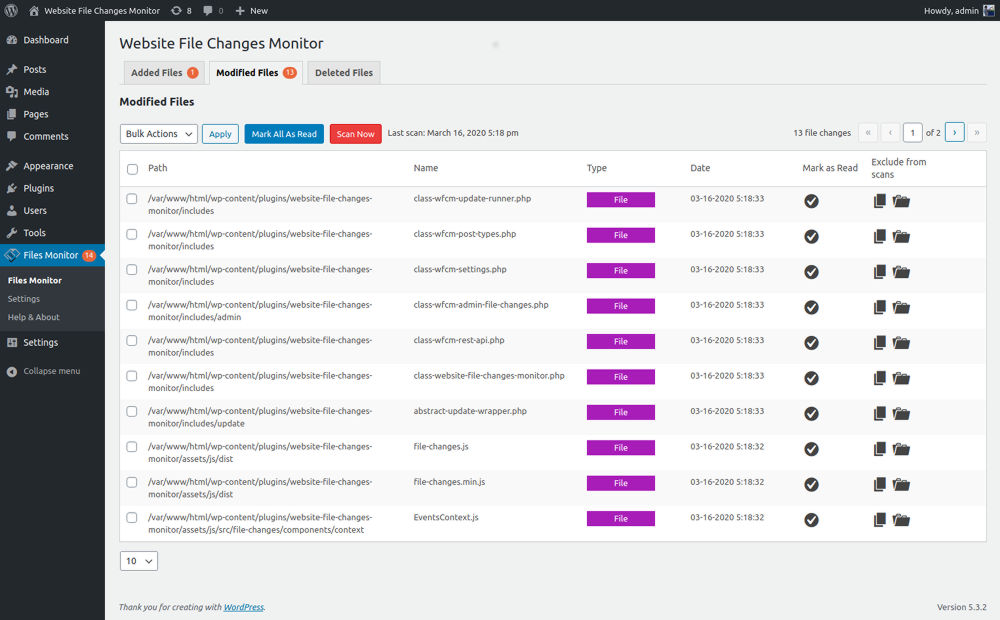 Website File Changes Monitor 8 0 New Howdy, admin
Dashboard
Posts
Media
Pages
Comments
Appearance
Plugins
Users
Tools
Files Monitor 14
Files Monitor
Settings
Help & About
Settings
Collapse menu
Website File Changes Monitor
Added Files 1 Modified Files 13 Deleted Files
Modified Files
Bulk Actions Apply Mark All As Read Scan Now Last scan: March 16, 2020 5:18 pm 13 file changes « ‹ 1 of 2 › »
Path Name Type Date Mark as Read Exclude from
scans
/var/www/html/wp-content/plugins/website-file-changes- class-wfcm-update-runner.php File 03-16-2020 5:18:33
monitor/includes
/var/www/html/wp-content/plugins/website-file-changes- class-wfcm-post-types.php File 03-16-2020 5:18:33
monitor/includes
/var/www/html/wp-content/plugins/website-file-changes- class-wfcm-settings.php File 03-16-2020 5:18:33
monitor/includes
/var/www/html/wp-content/plugins/website-file-changes- class-wfcm-admin-file-changes.php File 03-16-2020 5:18:33
monitor/includes/admin
/var/www/html/wp-content/plugins/website-file-changes- class-wfcm-rest-api.php File 03-16-2020 5:18:33
monitor/includes
/var/www/html/wp-content/plugins/website-file-changes- class-website-file-changes-monitor.php File 03-16-2020 5:18:33
monitor/includes
/var/www/html/wp-content/plugins/website-file-changes- abstract-update-wrapper.php File 03-16-2020 5:18:33
monitor/includes/update
/var/www/html/wp-content/plugins/website-file-changes- file-changes.js File 03-16-2020 5:18:32
monitor/assets/js/dist
/var/www/html/wp-content/plugins/website-file-changes- file-changes.min.js File 03-16-2020 5:18:32
monitor/assets/js/dist
/var/www/html/wp-content/plugins/website-file-changes- EventsContext.js File 03-16-2020 5:18:32
monitor/assets/js/src/file-changes/components/context
10
Thank you for creating with WordPress. Version 5.3.2